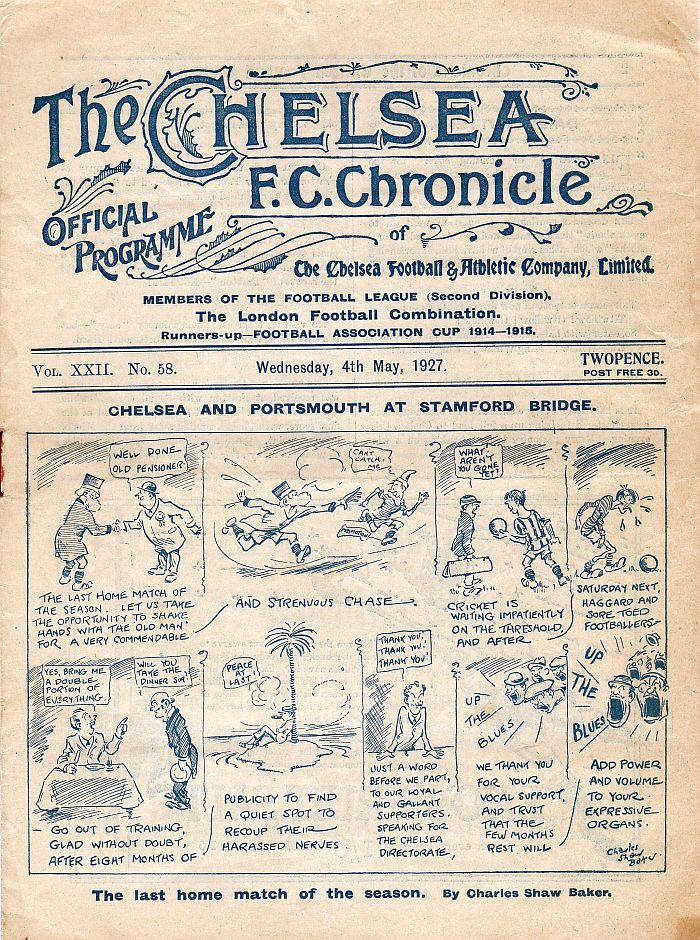 The CHELSEA
F.C. Chronicle
OFFICIAL
PROGRAMME
of
The Chelsea Football & Athletic Company, Limited.
MEMBERS OF THE FOOTBALL LEAGUE (Second Division).
The London Football Combination.
Runners-up—FOOTBALL ASSOCIATION CUP 1914—1915.
VOL. XXII. No. 58.
Wednesday, 4th May, 1927.
TWOPENCE.
POST FREE 3D.
CHELSEA AND PORTSMOUTH AT STAMFORD BRIDGE.
WELL DONE
OLD PENSIONER!
THE LAST HOME MATCH OF
THE SEASON. LET US TAKE
THE OPPORTUNITY TO SHAKE
HANDS WITH THE OLD MAN'
FOR A VERY COMMENDABLE
CAN'T
CATCH
ME
AND STRENUOUS CHASE.
WHAT!
AREN'T
YOU GONE
YET?
CRICKET IS
WAITING IMPATIENTLY
ON THE THRESHOLD,
AND AFTER
SATURDAY NEXT,
HAGGARD AND
SORE TOED
FOOTBALLERS
YES, BRING ME
A DOUBLE
PORTION OF
EVERYTHING
WILL YOU
TAKE THE
DINNER SIR?
— GO OUT OF TRAINING,
GLAD WITHOUT DOUBT,
AFTER EIGHT MONTHS OF
PEACE
AT
LAST!
PUBLICITY TO FIND
A QUIET SPOT TO
RECOUP THEIR
HARASSED NERVES.
THANK YOU!
THANK YOU!
THANK YOU!
JUST A WORD
BEFORE WE PART,
TO OUR LOYAL
AND GALLANT
SUPPORTERS.
SPEAKING FOR
THE CHELSEA
DIRECTORATE,
UP
THE
BLUES
WE THANK YOU
FOR YOUR
VOCAL SUPPORT,
AND TRUST
THAT THE
FEW MONTHS
REST WILL
UP
THE
BLUES
ADD POWER
AND VOLUME
TO YOUR
EXPRESSIVE
ORGANS.
Charles
Shaw
Baker.
The last home match of the season. By Charles Shaw Baker.